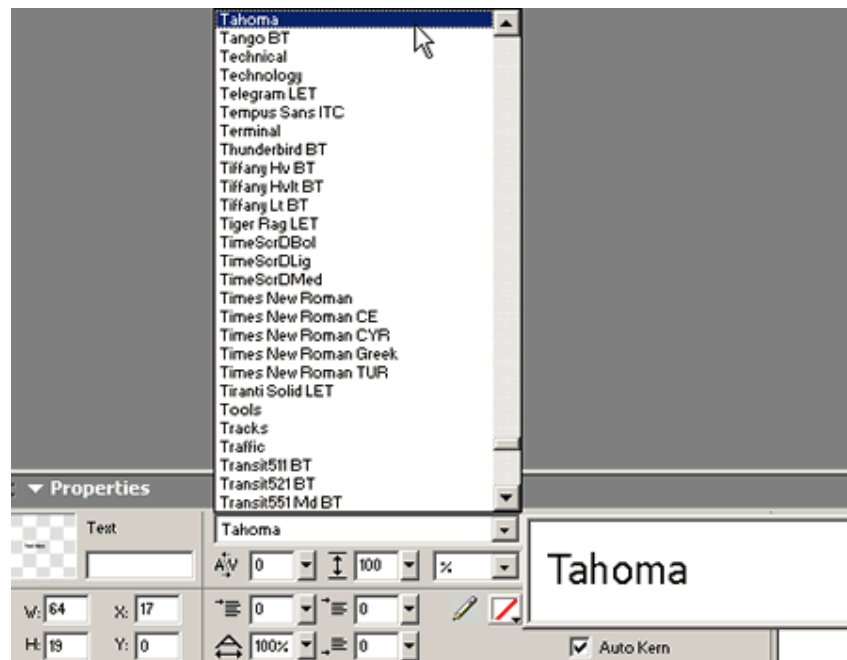 Tahoma
Tango BT
Technical
Technology
Telegram LET
Tempus Sans ITC
Terminal
Thunderbird BT
Tiffany Hv BT
Tiffany Hvlt BT
Tiffany Lt BT
Tiger Rag LET
TimeScrDBol
TimeScrDLig
TimeScrDMed
Times New Roman
Times New Roman CE
Times New Roman CYR
Times New Roman Greek
Times New Roman TUR
Tiranti Solid LET
Tools
Tracks
Traffic
Transit511 BT
Transit521 BT
Transit551 Md BT
Properties
Text
Tahoma
Tahoma
A V 0 100 %
W: 64 X: 17 0 0
H: 19 Y: 0 100% 0 Auto Kern